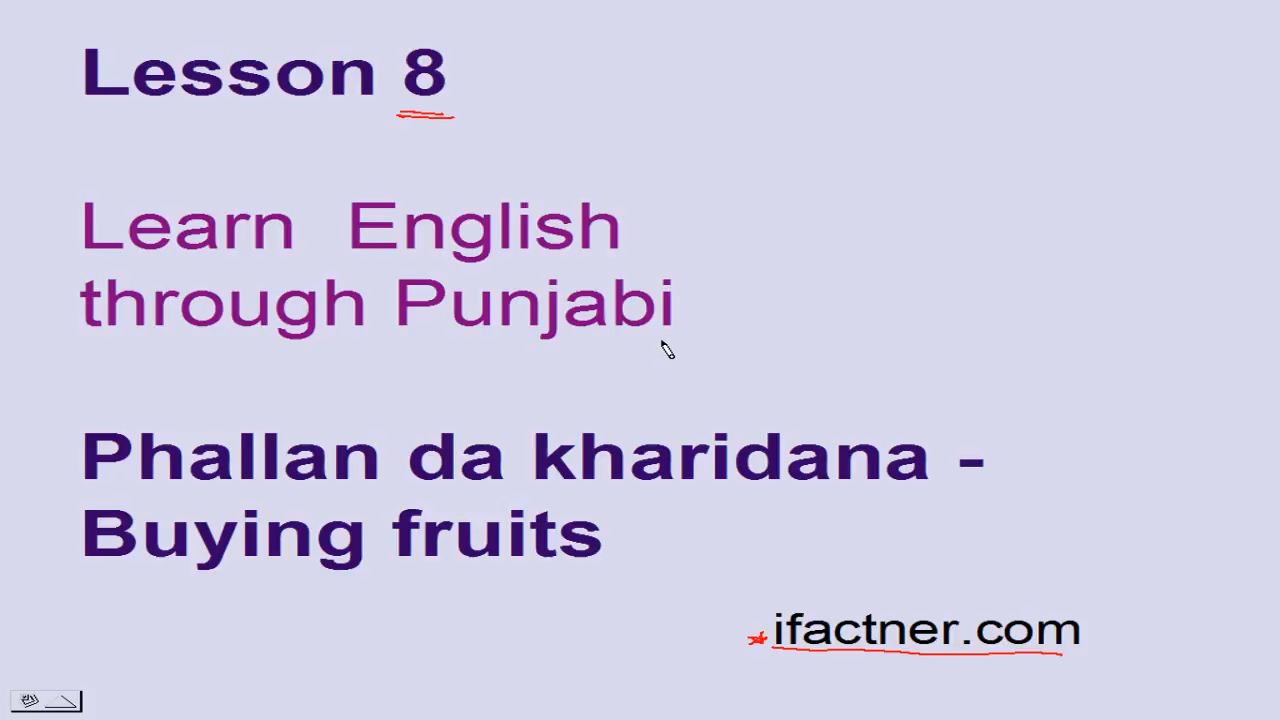 Lesson 8
Learn English
through Punjabi
Phallan da kharidana -
Buying fruits
ifactner.com